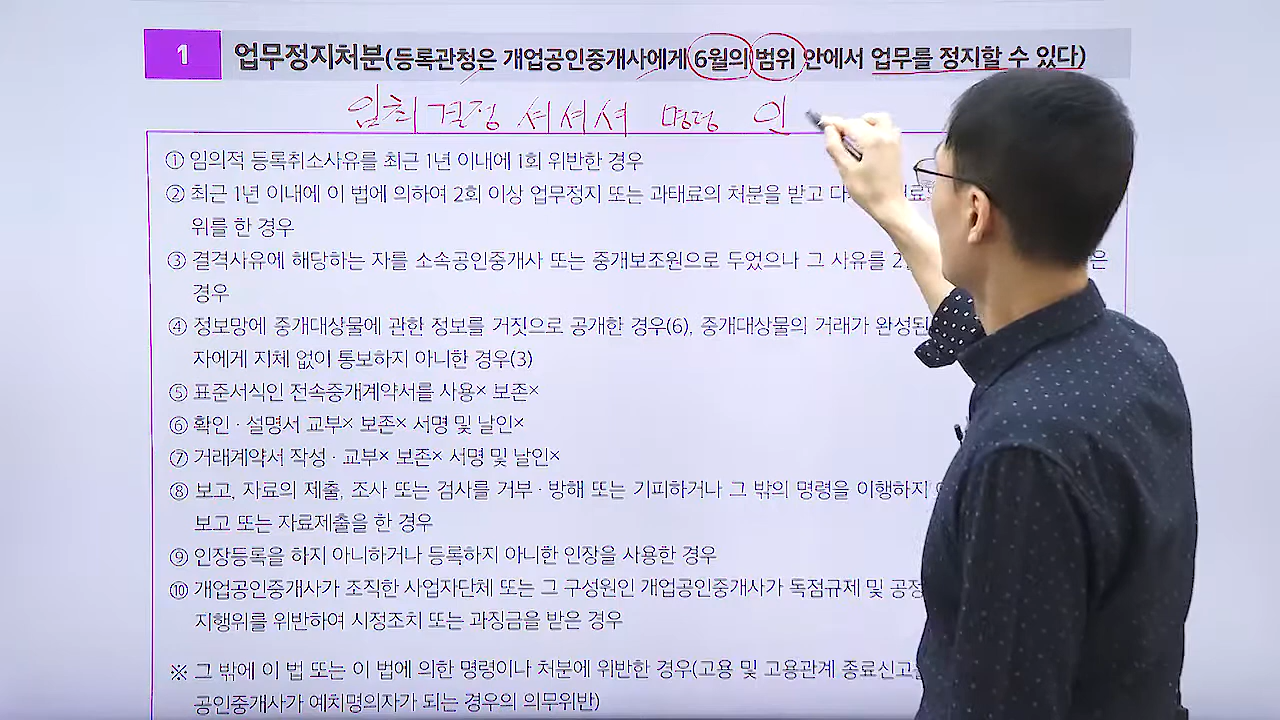 1 업무정지처분(등록관청은 개업공인중개사에게 6월의 범위 안에서 업무를 정지할 수 있다)
임최 결정 서서서 명령 인
① 임의적 등록취소사유를 최근 1년 이내에 1회 위반한 경우
② 최근 1년 이내에 이 법에 의하여 2회 이상 업무정지 또는 과태료의 처분을 받고
위를 한 경우
③ 결격사유에 해당하는 자를 소속공인중개사 또는 중개보조원으로 두었으나 그 사유를 2
경우
④ 정보망에 중개대상물에 관한 정보를 거짓으로 공개한 경우(6), 중개대상물의 거래가 완성된
자에게 지체 없이 통보하지 아니한 경우(3)
⑤ 표준서식인 전속중개계약서를 사용× 보존×
⑥ 확인·설명서 교부× 보존× 서명 및 날인×
⑦ 거래계약서 작성·교부× 보존× 서명 및 날인×
⑧ 보고, 자료의 제출, 조사 또는 검사를 거부·방해 또는 기피하거나 그 밖의 명령을 이행하지
보고 또는 자료제출을 한 경우
⑨ 인장등록을 하지 아니하거나 등록하지 아니한 인장을 사용한 경우
⑩ 개업공인중개사가 조직한 사업자단체 또는 그 구성원인 개업공인중개사가 독점규제 및 공정
지행위를 위반하여 시정조치 또는 과징금을 받은 경우
※ 그 밖에 이 법 또는 이 법에 의한 명령이나 처분에 위반한 경우(고용 및 고용관계 종료신고
공인중개사가 예치명의자가 되는 경우의 의무위반)